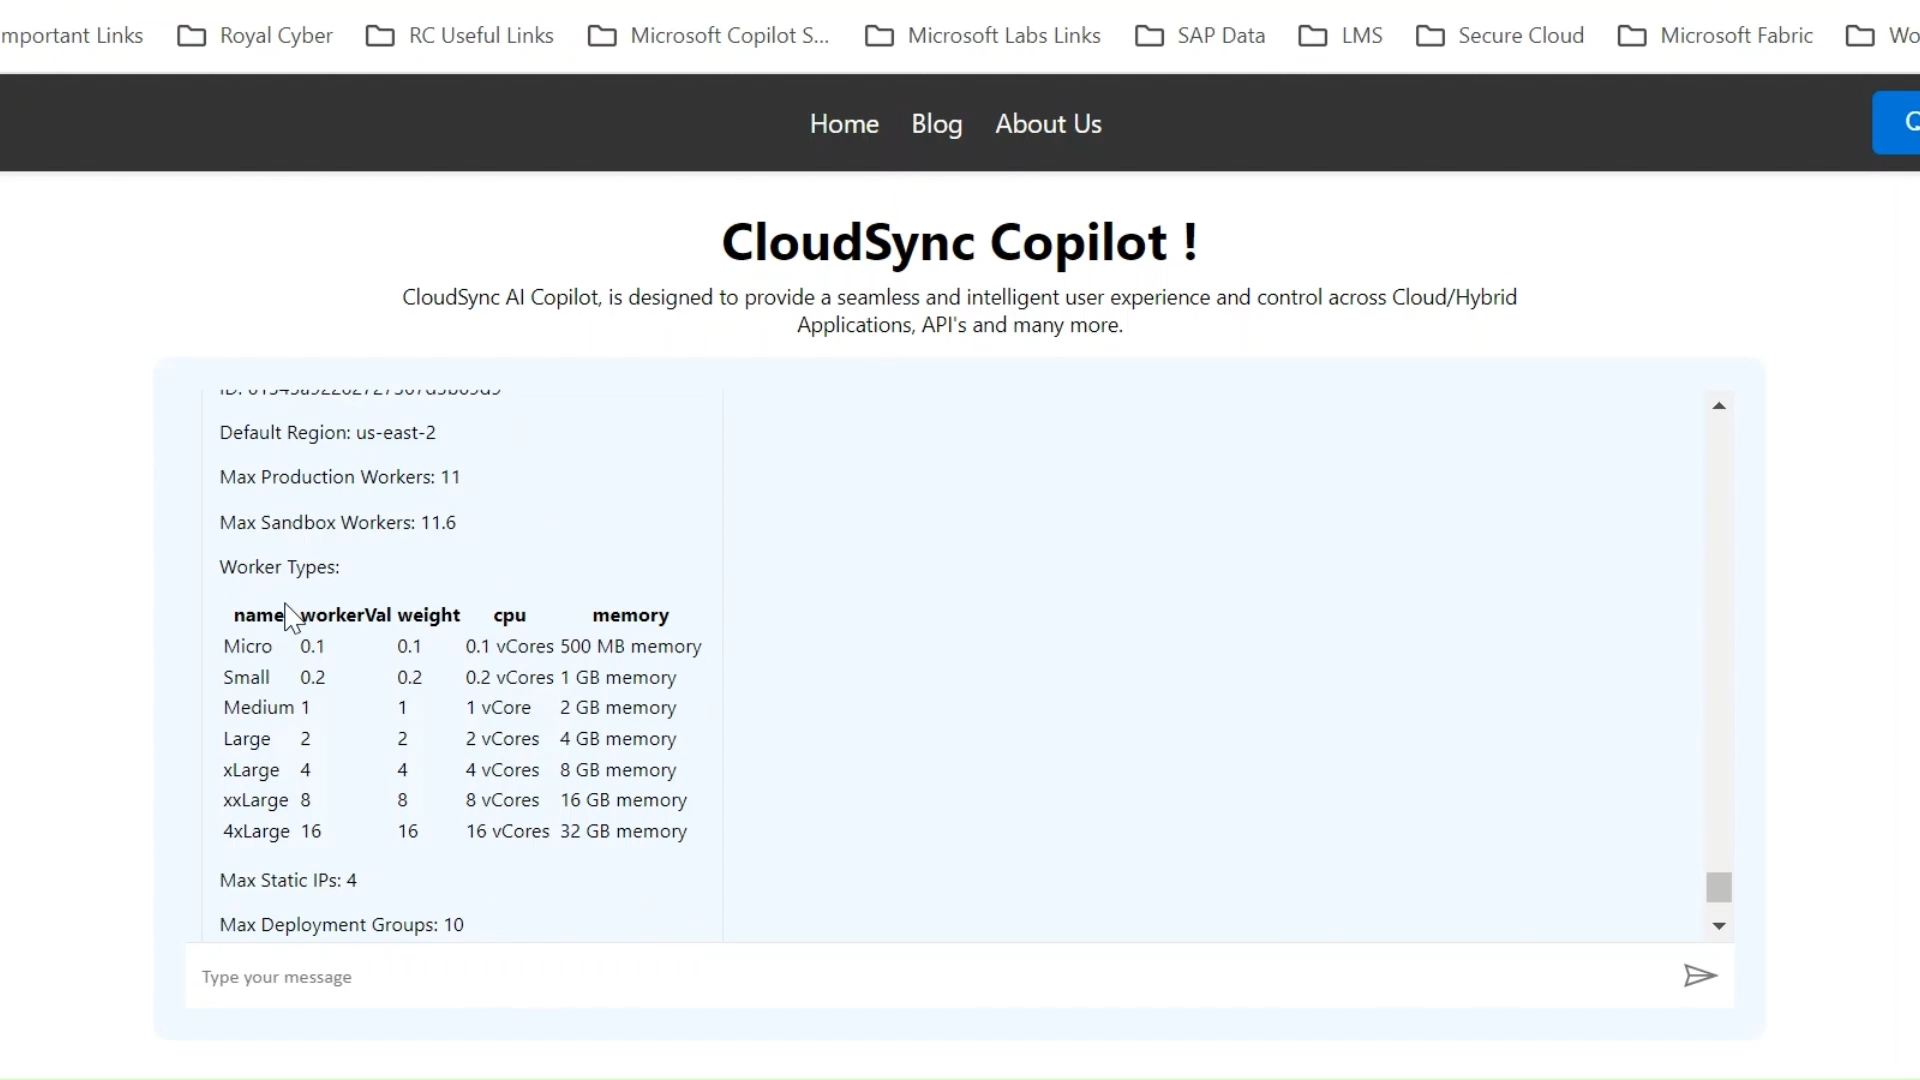 mportant Links Royal Cyber RC Useful Links Microsoft Copilot S... Microsoft Labs Links SAP Data LMS Secure Cloud Microsoft Fabric Wo
Home Blog About Us
CloudSync Copilot !
CloudSync AI Copilot, is designed to provide a seamless and intelligent user experience and control across Cloud/Hybrid
Applications, API's and many more.
Default Region: us-east-2
Max Production Workers: 11
Max Sandbox Workers: 11.6
Worker Types:
name workerVal weight cpu memory
Micro 0.1 0.1 0.1 vCores 500 MB memory
Small 0.2 0.2 0.2 vCores 1 GB memory
Medium 1 1 1 vCore 2 GB memory
Large 2 2 2 vCores 4 GB memory
xLarge 4 4 4 vCores 8 GB memory
xxLarge 8 8 8 vCores 16 GB memory
4xLarge 16 16 16 vCores 32 GB memory
Max Static IPs: 4
Max Deployment Groups: 10
Type your message